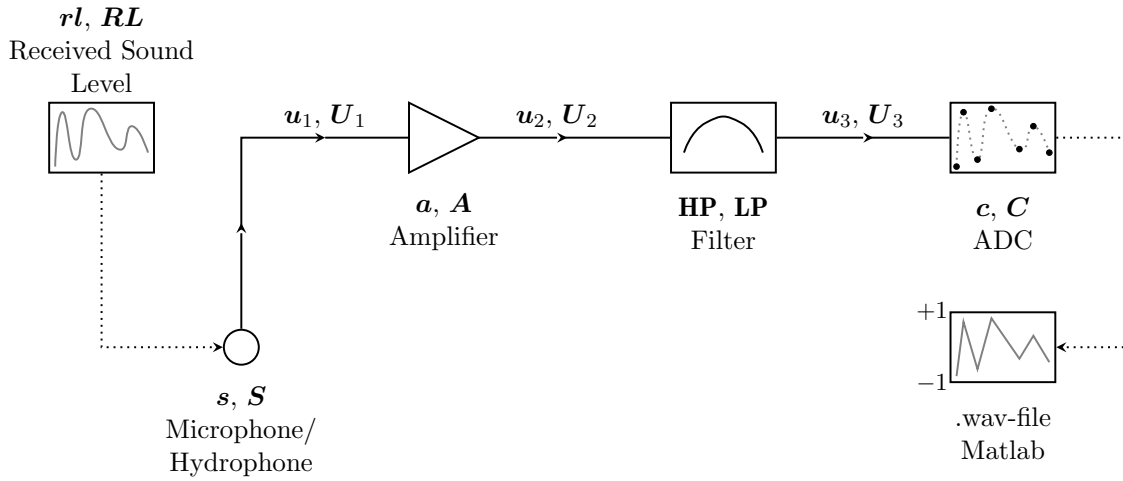 rl, RL
Received Sound
Level
u₁, U₁
u₂, U₂
u₃, U₃
a, A
Amplifier
HP, LP
Filter
c, C
ADC
+1
−1
s, S
Microphone/
Hydrophone
.wav-file
Matlab